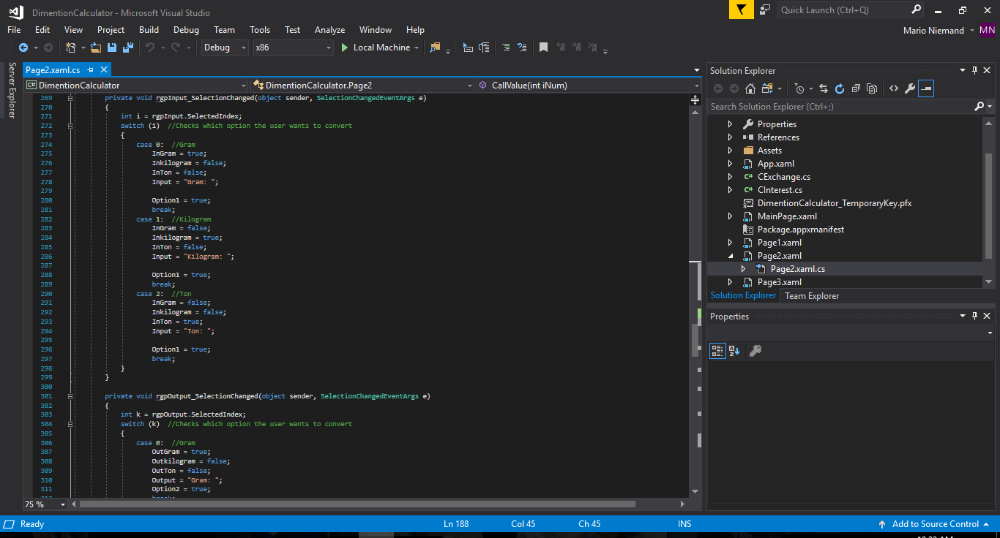 DimentionCalculator - Microsoft Visual Studio
Quick Launch (Ctrl+Q)
File Edit View Project Build Debug Team Tools Test Analyze Window Help
Mario Niemand MN
Debug x86 Local Machine
Server Explorer
Page2.xaml.cs
C# DimentionCalculator DimentionCalculator.Page2 CallValue(int iNum)
269 private void rgpInput_SelectionChanged(object sender, SelectionChangedEventArgs e)
270 {
271 int i = rgpInput.SelectedIndex;
272 switch (i) //Checks which option the user wants to convert
273 {
274 case 0: //Gram
275 InGram = true;
276 Inkilogram = false;
277 InTon = false;
278 Input = "Gram: ";
279
280 Option1 = true;
281 break;
282 case 1: //Kilogram
283 InGram = false;
284 Inkilogram = true;
285 InTon = false;
286 Input = "Kilogram: ";
287
288 Option1 = true;
289 break;
290 case 2: //Ton
291 InGram = false;
292 Inkilogram = false;
293 InTon = true;
294 Input = "Ton: ";
295
296 Option1 = true;
297 break;
298 }
299 }
300
301 private void rgpOutput_SelectionChanged(object sender, SelectionChangedEventArgs e)
302 {
303 int k = rgpOutput.SelectedIndex;
304 switch (k) //Checks which option the user wants to convert
305 {
306 case 0: //Gram
307 OutGram = true;
308 Outkilogram = false;
309 OutTon = false;
310 Output = "Gram: ";
311 Option2 = true;
75 %
Solution Explorer
Search Solution Explorer (Ctrl+;)
Properties
References
Assets
App.xaml
C# CExchange.cs
C# CInterest.cs
DimentionCalculator_TemporaryKey.pfx
MainPage.xaml
Package.appxmanifest
Page1.xaml
Page2.xaml
Page2.xaml.cs
Page3.xaml
Solution Explorer Team Explorer
Properties
Ready Ln 188 Col 45 Ch 45 INS Add to Source Control